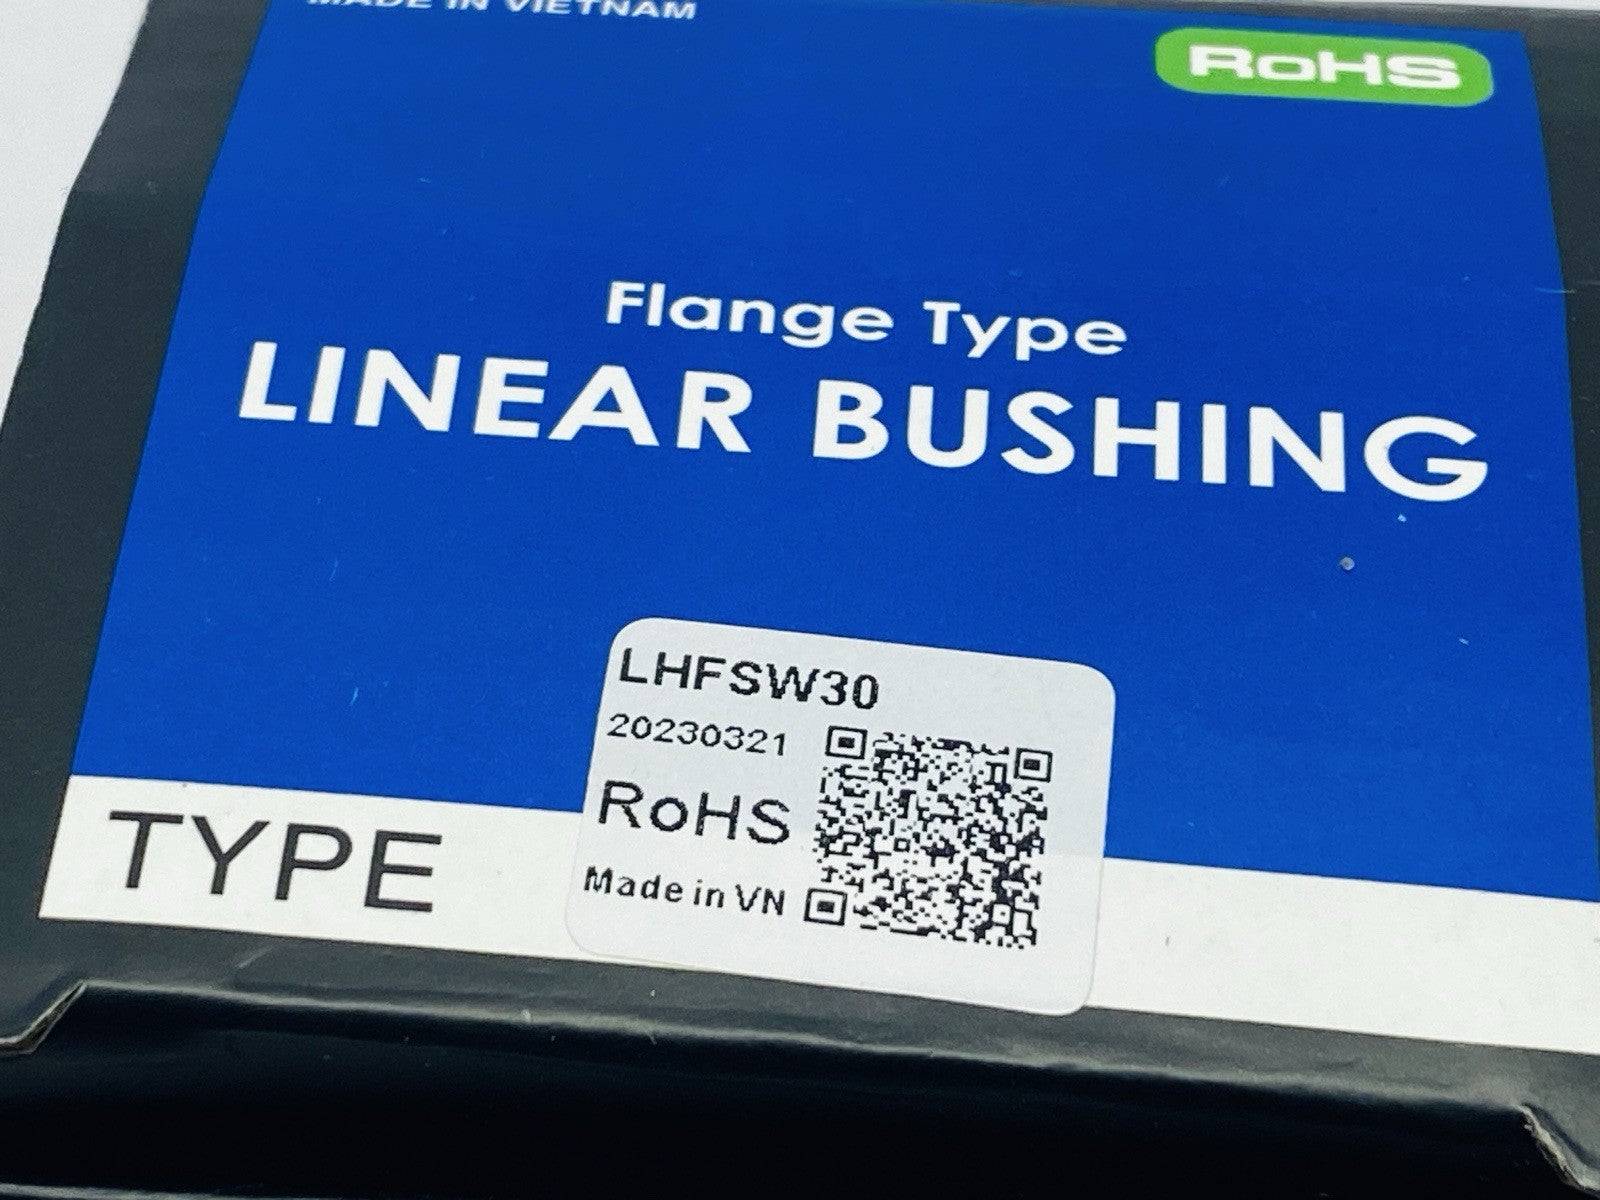 MADE IN VIETNAM
RoHS
Flange Type
LINEAR BUSHING
LHFSW30
20230321
RoHS
Made in VN
TYPE